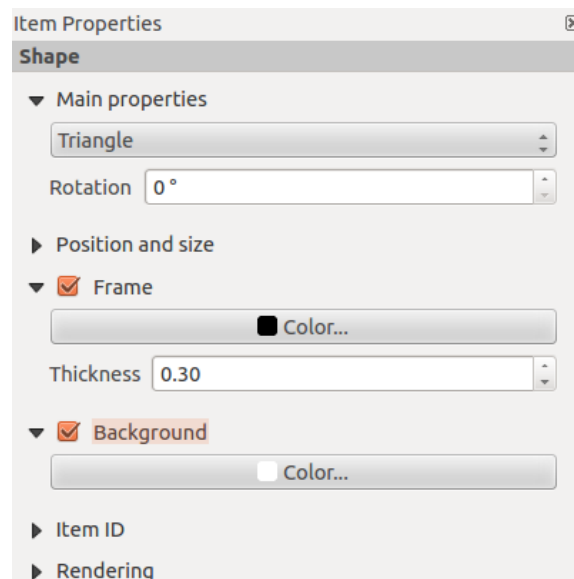 Item Properties
Shape
Main properties
Triangle
Rotation 0 °
Position and size
Frame
Color...
Thickness 0.30
Background
Color...
Item ID
Rendering